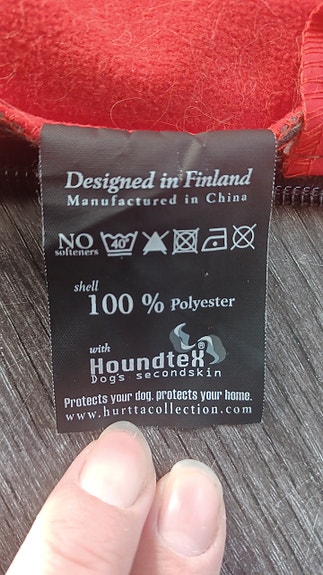 Designed in Finland
Manufactured in China
NO 40°
softeners
shell
100 % Polyester
with
Houndtex®
Dog's secondskin
Protects your dog, protects your home.
www.hurttacollection.com